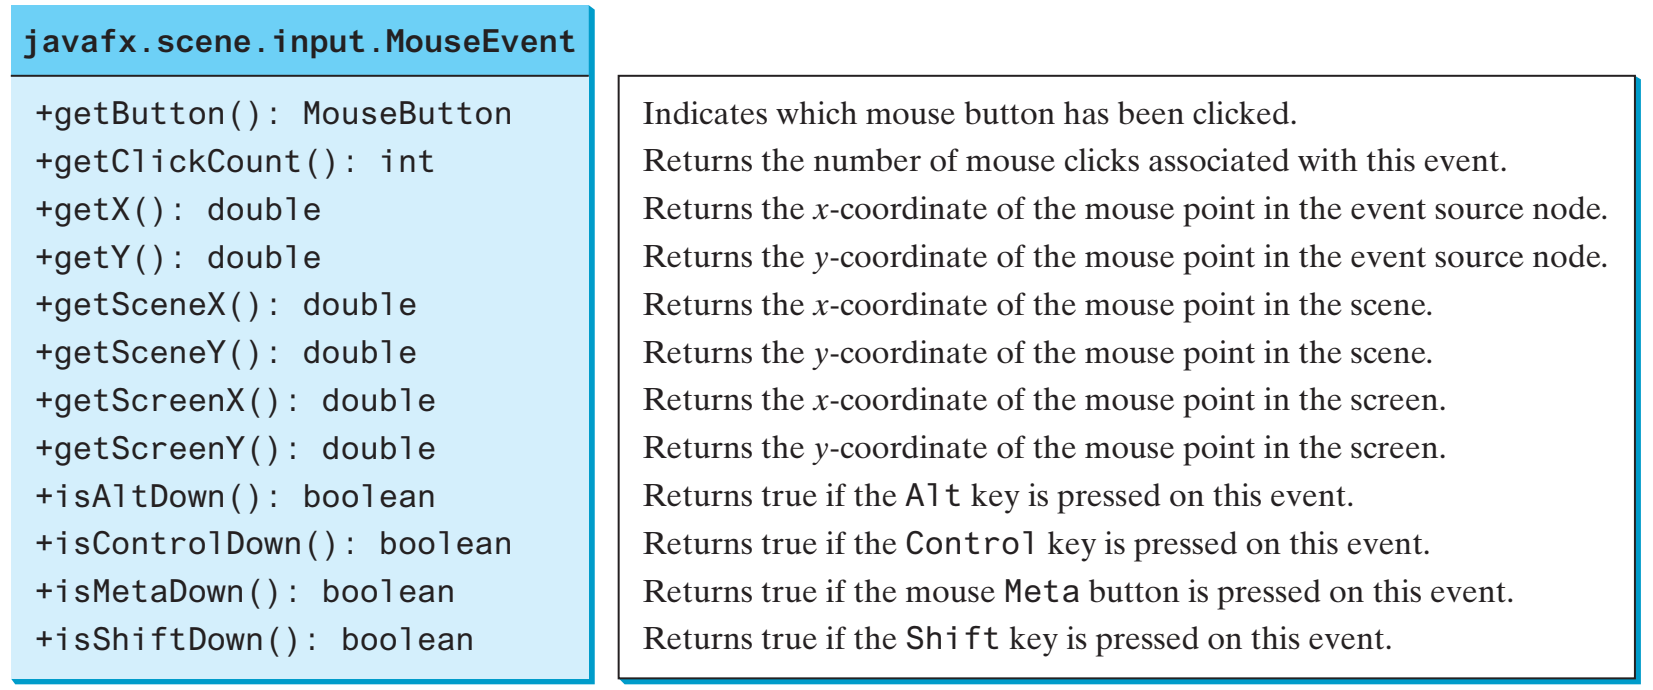 javafx.scene.input.MouseEvent
+getButton(): MouseButton
Indicates which mouse button has been clicked.
+getClickCount(): int
Returns the number of mouse clicks associated with this event.
+getX(): double
Returns the x-coordinate of the mouse point in the event source node.
+getY(): double
Returns the y-coordinate of the mouse point in the event source node.
+getSceneX(): double
Returns the x-coordinate of the mouse point in the scene.
+getSceneY(): double
Returns the y-coordinate of the mouse point in the scene.
+getScreenX(): double
Returns the x-coordinate of the mouse point in the screen.
+getScreenY(): double
Returns the y-coordinate of the mouse point in the screen.
+isAltDown(): boolean
Returns true if the Alt key is pressed on this event.
+isControlDown(): boolean
Returns true if the Control key is pressed on this event.
+isMetaDown(): boolean
Returns true if the mouse Meta button is pressed on this event.
+isShiftDown(): boolean
Returns true if the Shift key is pressed on this event.